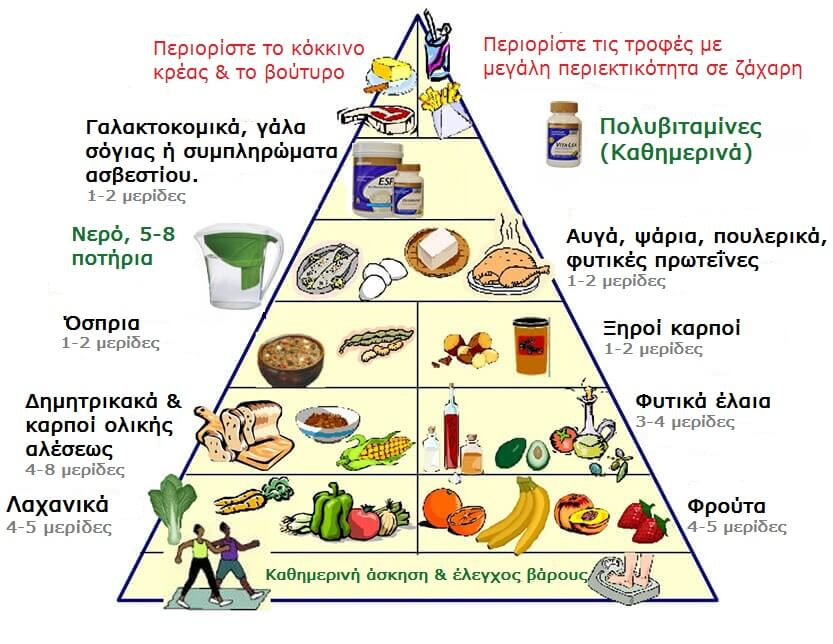 Περιορίστε το κόκκινο
κρέας & το βούτυρο
Περιορίστε τις τροφές με
μεγάλη περιεκτικότητα σε ζάχαρη
Γαλακτοκομικά, γάλα
σόγιας ή συμπληρώματα
ασβεστίου.
1-2 μερίδες
VITA-LEA
Πολυβιταμίνες
(Καθημερινά)
Νερό, 5-8
ποτήρια
Αυγά, ψάρια, πουλερικά,
φυτικές πρωτεΐνες
1-2 μερίδες
Όσπρια
1-2 μερίδες
Ξηροί καρποί
1-2 μερίδες
Δημητρικακά &
καρποί ολικής
αλέσεως
4-8 μερίδες
Φυτικά έλαια
3-4 μερίδες
Λαχανικά
4-5 μερίδες
Φρούτα
4-5 μερίδες
Καθημερινή άσκηση & έλεγχος βάρους